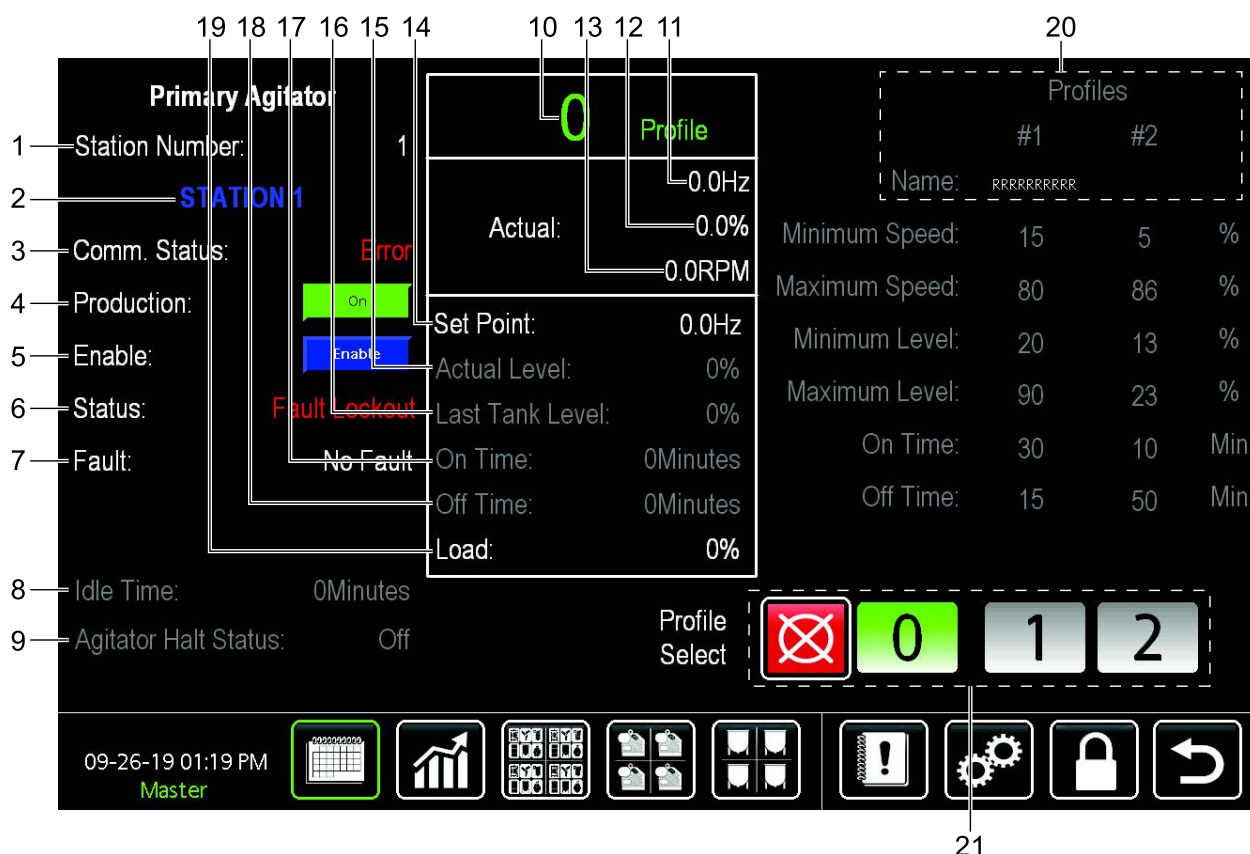 19 18 17 16 15 14 10 13 12 11 20
Primary Agitator
1 Station Number: 1
2 STATION 1
3 Comm. Status: Error
4 Production: On
5 Enable: Enable
6 Status: Fault Lockout
7 Fault: No Fault
8 Idle Time: 0Minutes
9 Agitator Halt Status: Off
0 Profile
Actual:
0.0Hz
0.0%
0.0RPM
Set Point: 0.0Hz
Actual Level: 0%
Last Tank Level: 0%
On Time: 0Minutes
Off Time: 0Minutes
Load: 0%
Profiles
#1 #2
Name: RRRRRRRRRR
Minimum Speed: 15 5 %
Maximum Speed: 80 86 %
Minimum Level: 20 13 %
Maximum Level: 90 23 %
On Time: 30 10 Min
Off Time: 15 50 Min
Profile
Select
0 1 2
09-26-19 01:19 PM
Master
!
21